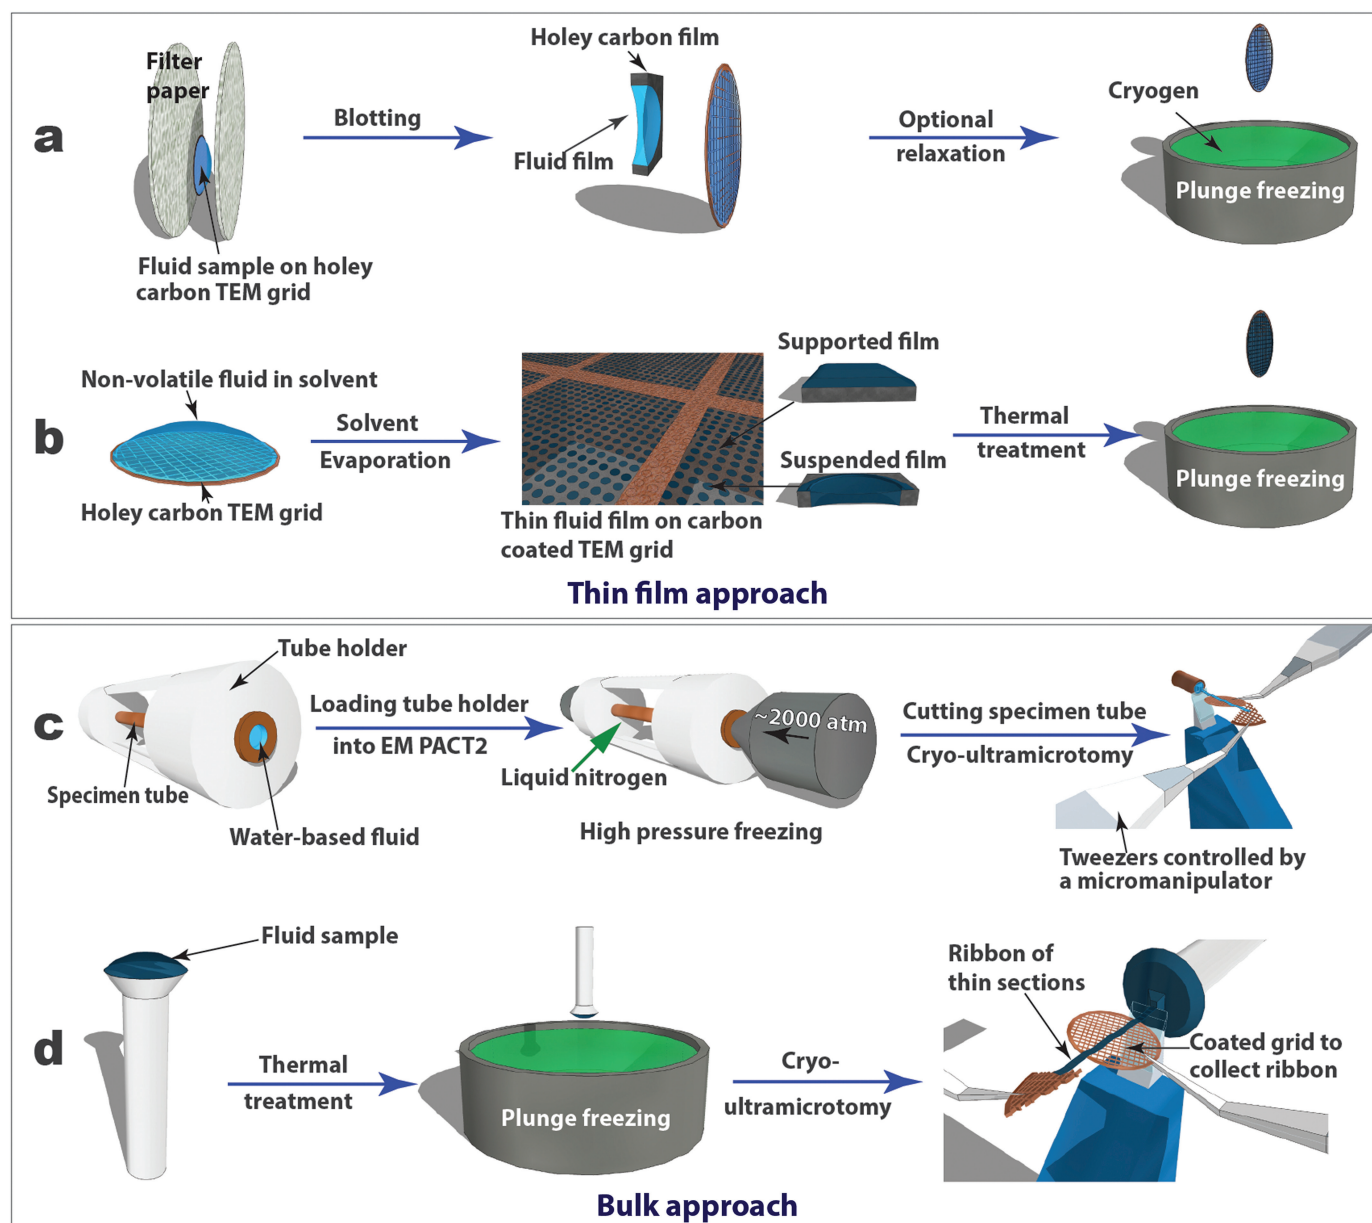 a
Filter
paper
Fluid sample on holey
carbon TEM grid
Blotting
Holey carbon film
Fluid film
Optional
relaxation
Cryogen
Plunge freezing
b
Non-volatile fluid in solvent
Holey carbon TEM grid
Solvent
Evaporation
Supported film
Suspended film
Thin fluid film on carbon
coated TEM grid
Thermal
treatment
Plunge freezing
Thin film approach
c
Tube holder
Specimen tube
Water-based fluid
Loading tube holder
into EM PACT2
~2000 atm
Liquid nitrogen
High pressure freezing
Cutting specimen tube
Cryo-ultramicrotomy
Tweezers controlled by
a micromanipulator
d
Fluid sample
Thermal
treatment
Plunge freezing
Cryo-
ultramicrotomy
Ribbon of
thin sections
Coated grid to
collect ribbon
Bulk approach